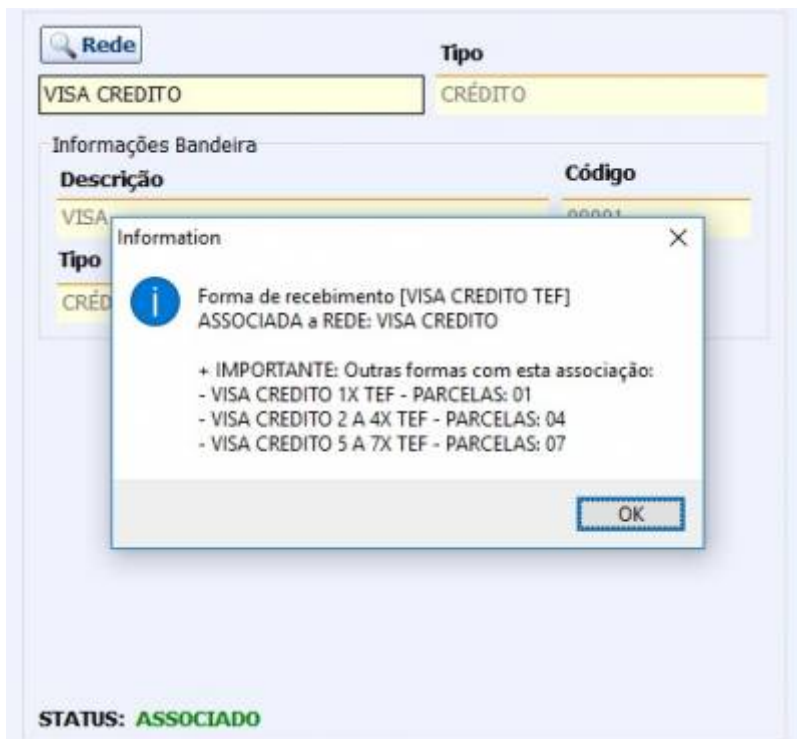 Rede
Tipo
VISA CREDITO
CRÉDITO
Informações Bandeira
Descrição
Código
VISA
00001
Information
Tipo
CRÉD
Forma de recebimento [VISA CREDITO TEF]
ASSOCIADA a REDE: VISA CREDITO
+ IMPORTANTE: Outras formas com esta associação:
- VISA CREDITO 1X TEF - PARCELAS: 01
- VISA CREDITO 2 A 4X TEF - PARCELAS: 04
- VISA CREDITO 5 A 7X TEF - PARCELAS: 07
OK
STATUS: ASSOCIADO